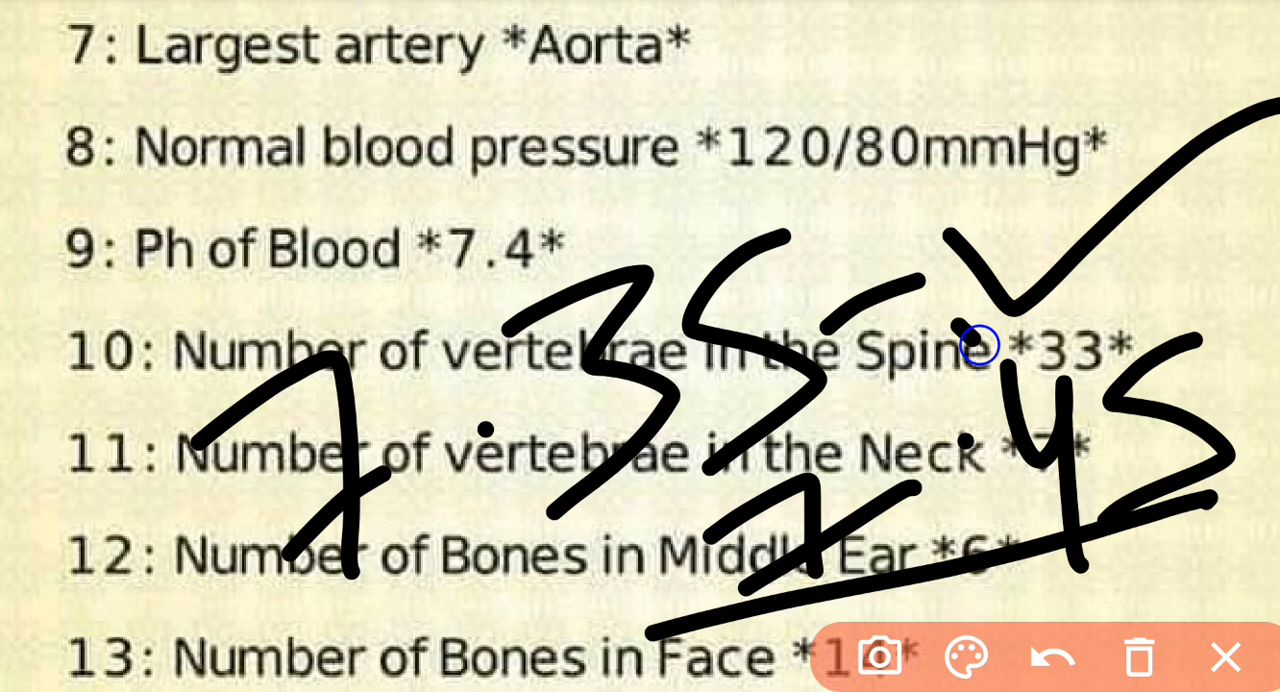 7: Largest artery *Aorta*
8: Normal blood pressure *120/80mmHg*
9: Ph of Blood *7.4*
10: Number of vertebrae in the Spine *33*
11: Number of vertebrae in the Neck *7*
12: Number of Bones in Middle Ear *6*
13: Number of Bones in Face *14*
7.35-
7.45